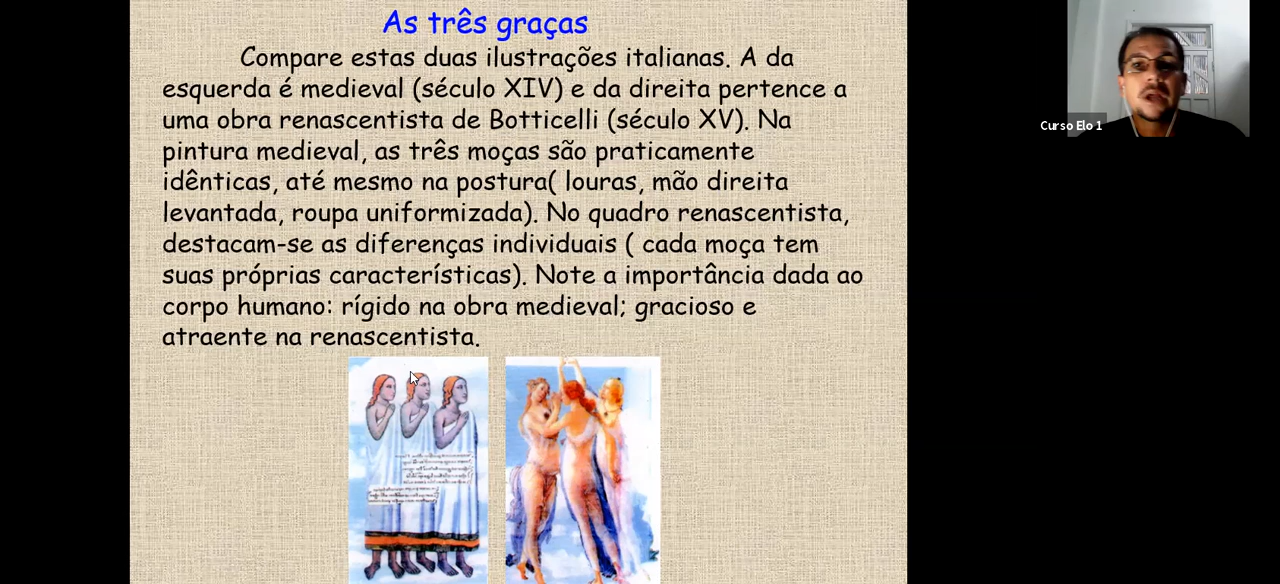 As três graças
Compare estas duas ilustrações italianas. A da
esquerda é medieval (século XIV) e da direita pertence a
uma obra renascentista de Botticelli (século XV). Na
pintura medieval, as três moças são praticamente
idênticas, até mesmo na postura( louras, mão direita
levantada, roupa uniformizada). No quadro renascentista,
destacam-se as diferenças individuais ( cada moça tem
suas próprias características). Note a importância dada ao
corpo humano: rígido na obra medieval; gracioso e
atraente na renascentista.
Curso Elo 1